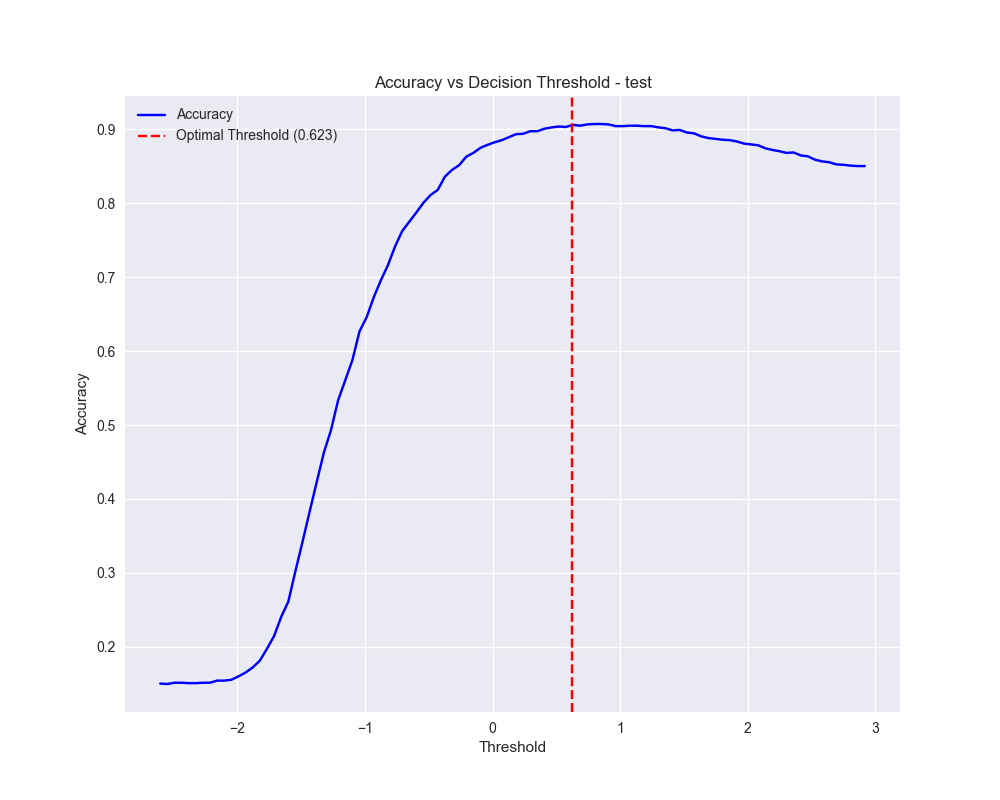 Accuracy vs Decision Threshold - test
Accuracy
Optimal Threshold (0.623)
Accuracy
0.9
0.8
0.7
0.6
0.5
0.4
0.3
0.2
−2
−1
0
1
2
3
Threshold